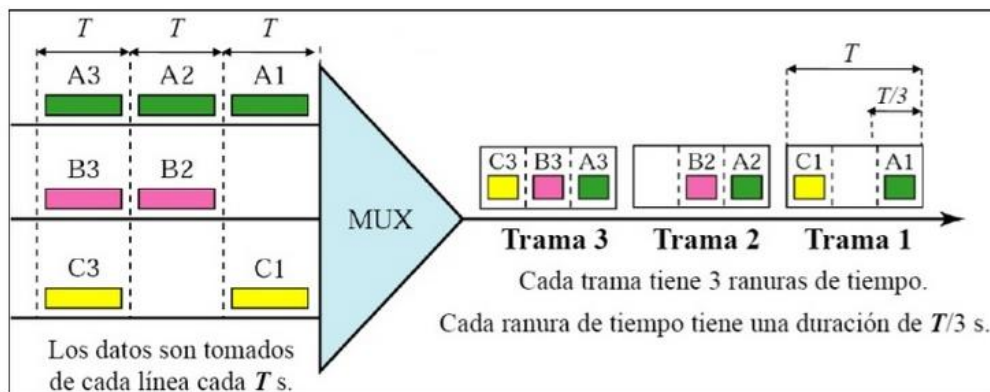 T T T
A3 A2 A1
B3 B2
C3 C1
MUX
T
T/3
C3 B3 A3 B2 A2 C1 A1
Trama 3 Trama 2 Trama 1
Cada trama tiene 3 ranuras de tiempo.
Cada ranura de tiempo tiene una duración de T/3 s.
Los datos son tomados
de cada línea cada T s.